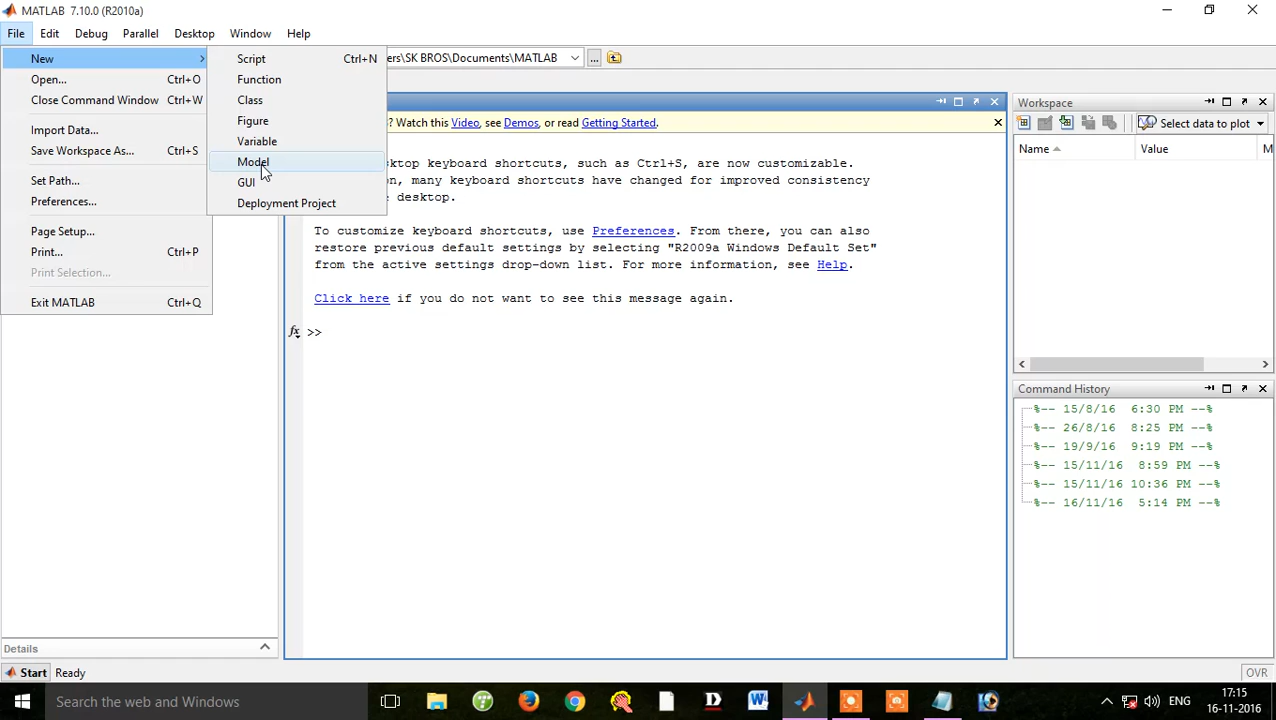 MATLAB 7.10.0 (R2010a)
File Edit Debug Parallel Desktop Window Help
New
Open... Ctrl+O
Close Command Window Ctrl+W
Import Data...
Save Workspace As... Ctrl+S
Set Path...
Preferences...
Page Setup...
Print... Ctrl+P
Print Selection...
Exit MATLAB Ctrl+Q
Script Ctrl+N
Function
Class
Figure
Variable
Model
GUI
Deployment Project
ers\SK BROS\Documents\MATLAB ...
? Watch this Video, see Demos, or read Getting Started.
ktop keyboard shortcuts, such as Ctrl+S, are now customizable.
on, many keyboard shortcuts have changed for improved consistency
desktop.
To customize keyboard shortcuts, use Preferences. From there, you can also
restore previous default settings by selecting "R2009a Windows Default Set"
from the active settings drop-down list. For more information, see Help.
Click here if you do not want to see this message again.
fx >>
Workspace
Select data to plot
Name Value M
Command History
%-- 15/8/16 6:30 PM --%
%-- 26/8/16 8:25 PM --%
%-- 19/9/16 9:19 PM --%
%-- 15/11/16 8:59 PM --%
%-- 15/11/16 10:36 PM --%
%-- 16/11/16 5:14 PM --%
Details
Start Ready OVR
Search the web and Windows
ENG
17:15
16-11-2016